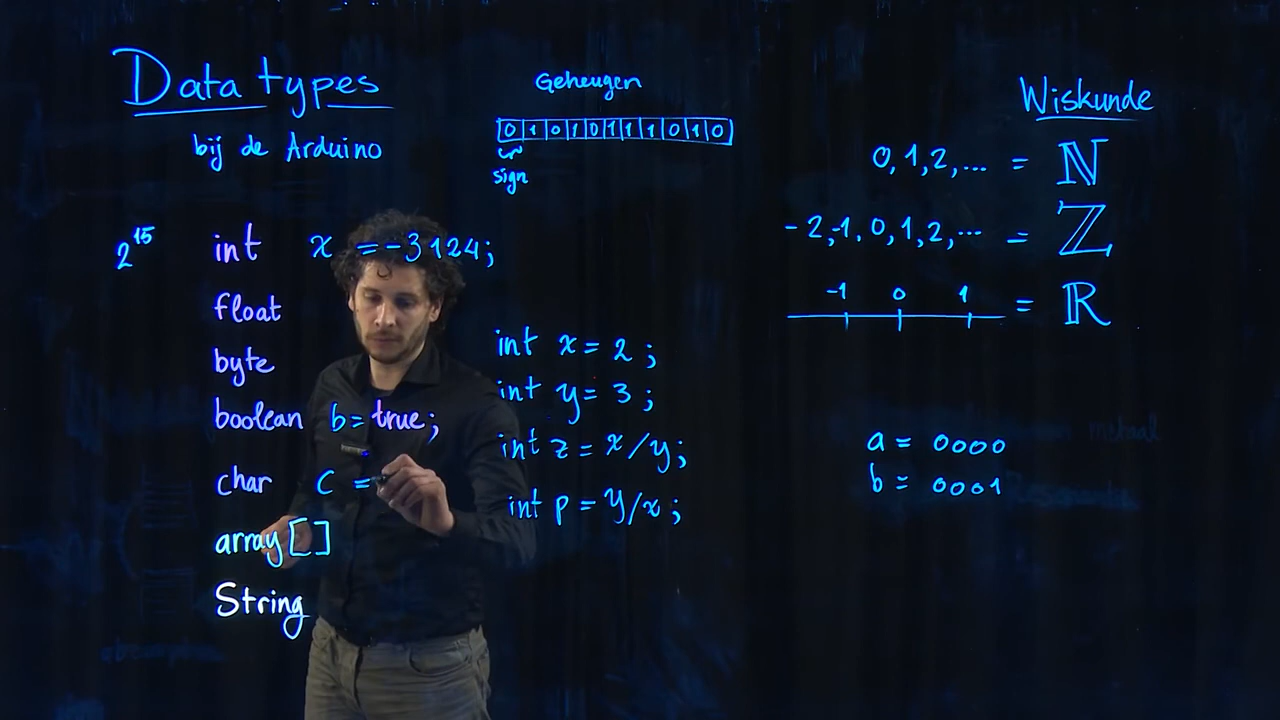 Data types
bij de Arduino
Geheugen
0 1 0 1 0 1 1 1 0 1 0
sign
Wiskunde
0, 1, 2, ... = ℕ
-2, -1, 0, 1, 2, ... = ℤ
-1 0 1 = ℝ
2^15 int x = -3124;
float
byte
boolean b = true;
char c =
array []
String
int x = 2;
int y = 3;
int z = x/y;
int p = y/x;
a = 0000
b = 0001